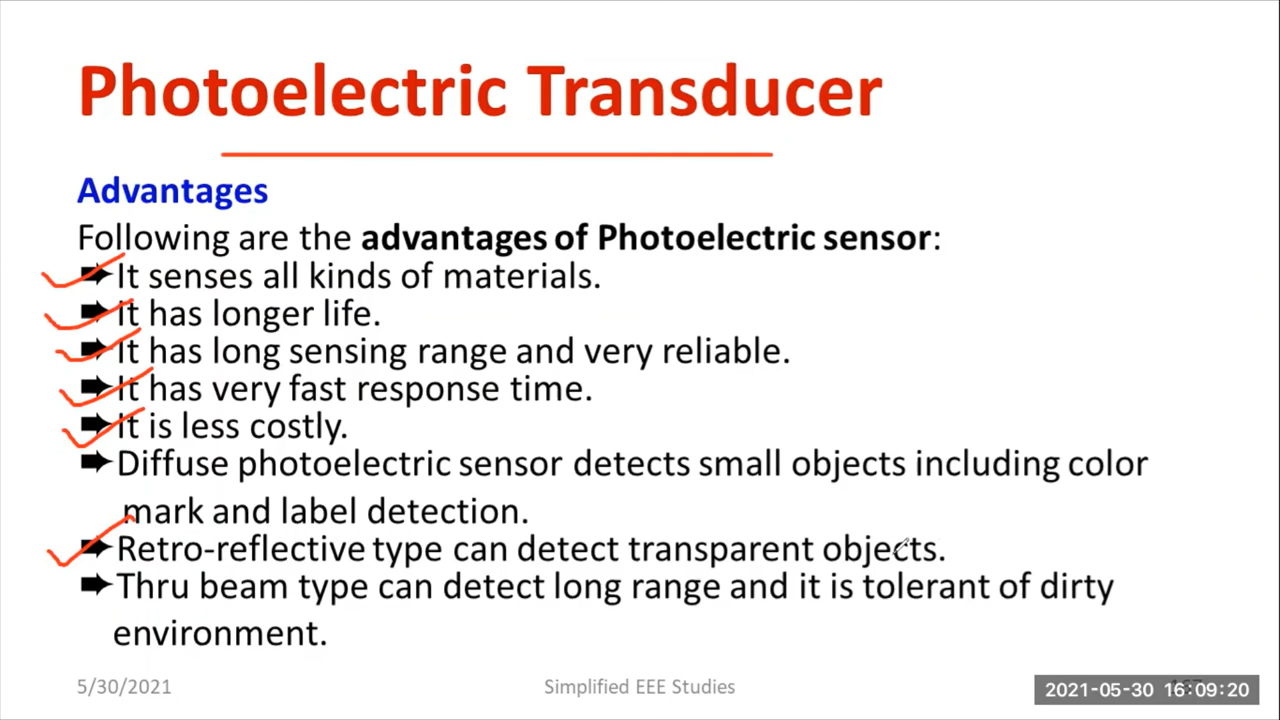 Photoelectric Transducer
Advantages
Following are the advantages of Photoelectric sensor:
It senses all kinds of materials.
It has longer life.
It has long sensing range and very reliable.
It has very fast response time.
It is less costly.
Diffuse photoelectric sensor detects small objects including color
mark and label detection.
Retro-reflective type can detect transparent objects.
Thru beam type can detect long range and it is tolerant of dirty
environment.
5/30/2021
Simplified EEE Studies
2021-05-30 16:09:20